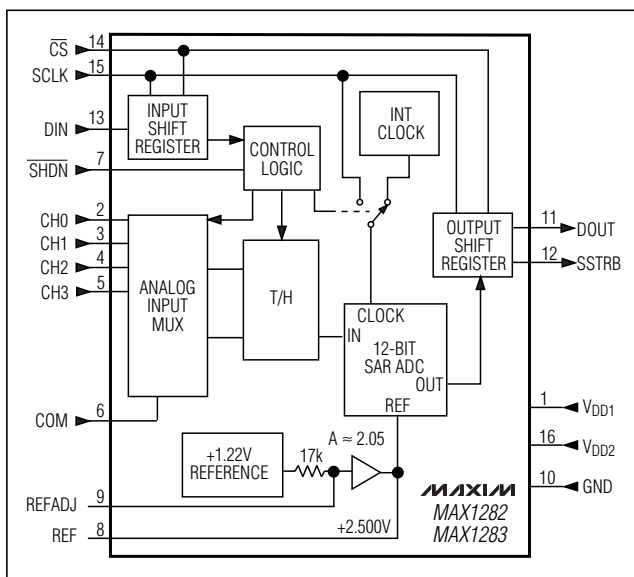 CS 14
SCLK 15
DIN 13
SHDN 7
CH0 2
CH1 3
CH2 4
CH3 5
COM 6
REFADJ 9
REF 8
INPUT
SHIFT
REGISTER
CONTROL
LOGIC
INT
CLOCK
ANALOG
INPUT
MUX
T/H
CLOCK
IN
12-BIT
SAR ADC
OUT
REF
OUTPUT
SHIFT
REGISTER
11 DOUT
12 SSTRB
1 VDD1
16 VDD2
10 GND
+1.22V
REFERENCE
17k
A ≈ 2.05
+2.500V
MAXIM
MAX1282
MAX1283